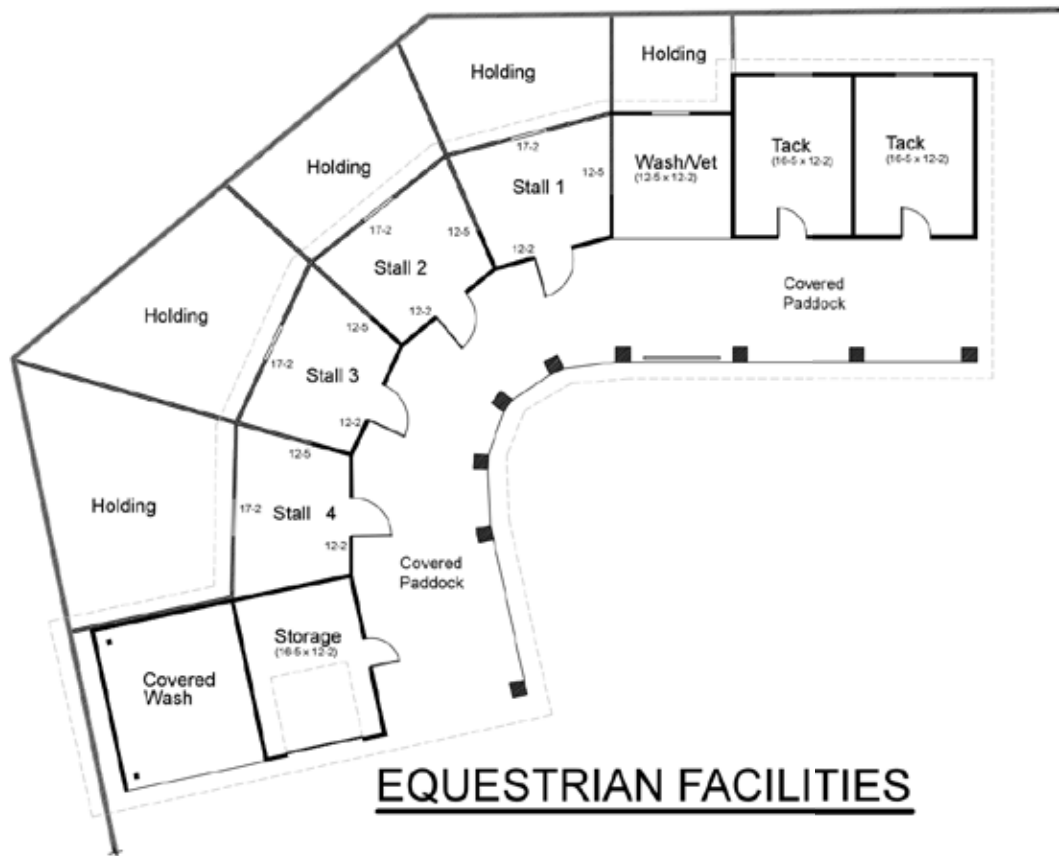 Holding
Holding
Tack
(16-5 x 12-2)
Tack
(16-5 x 12-2)
17-2
Wash/Vet
(12-5 x 12-2)
12-5
Holding
Stall 1
17-2
12-5
12-2
Stall 2
Covered
Paddock
Holding
12-2
12-5
17-2
Stall 3
12-2
12-5
Holding
17-2
Stall 4
12-2
Covered
Paddock
Storage
(16-5 x 12-2)
Covered
Wash
EQUESTRIAN FACILITIES